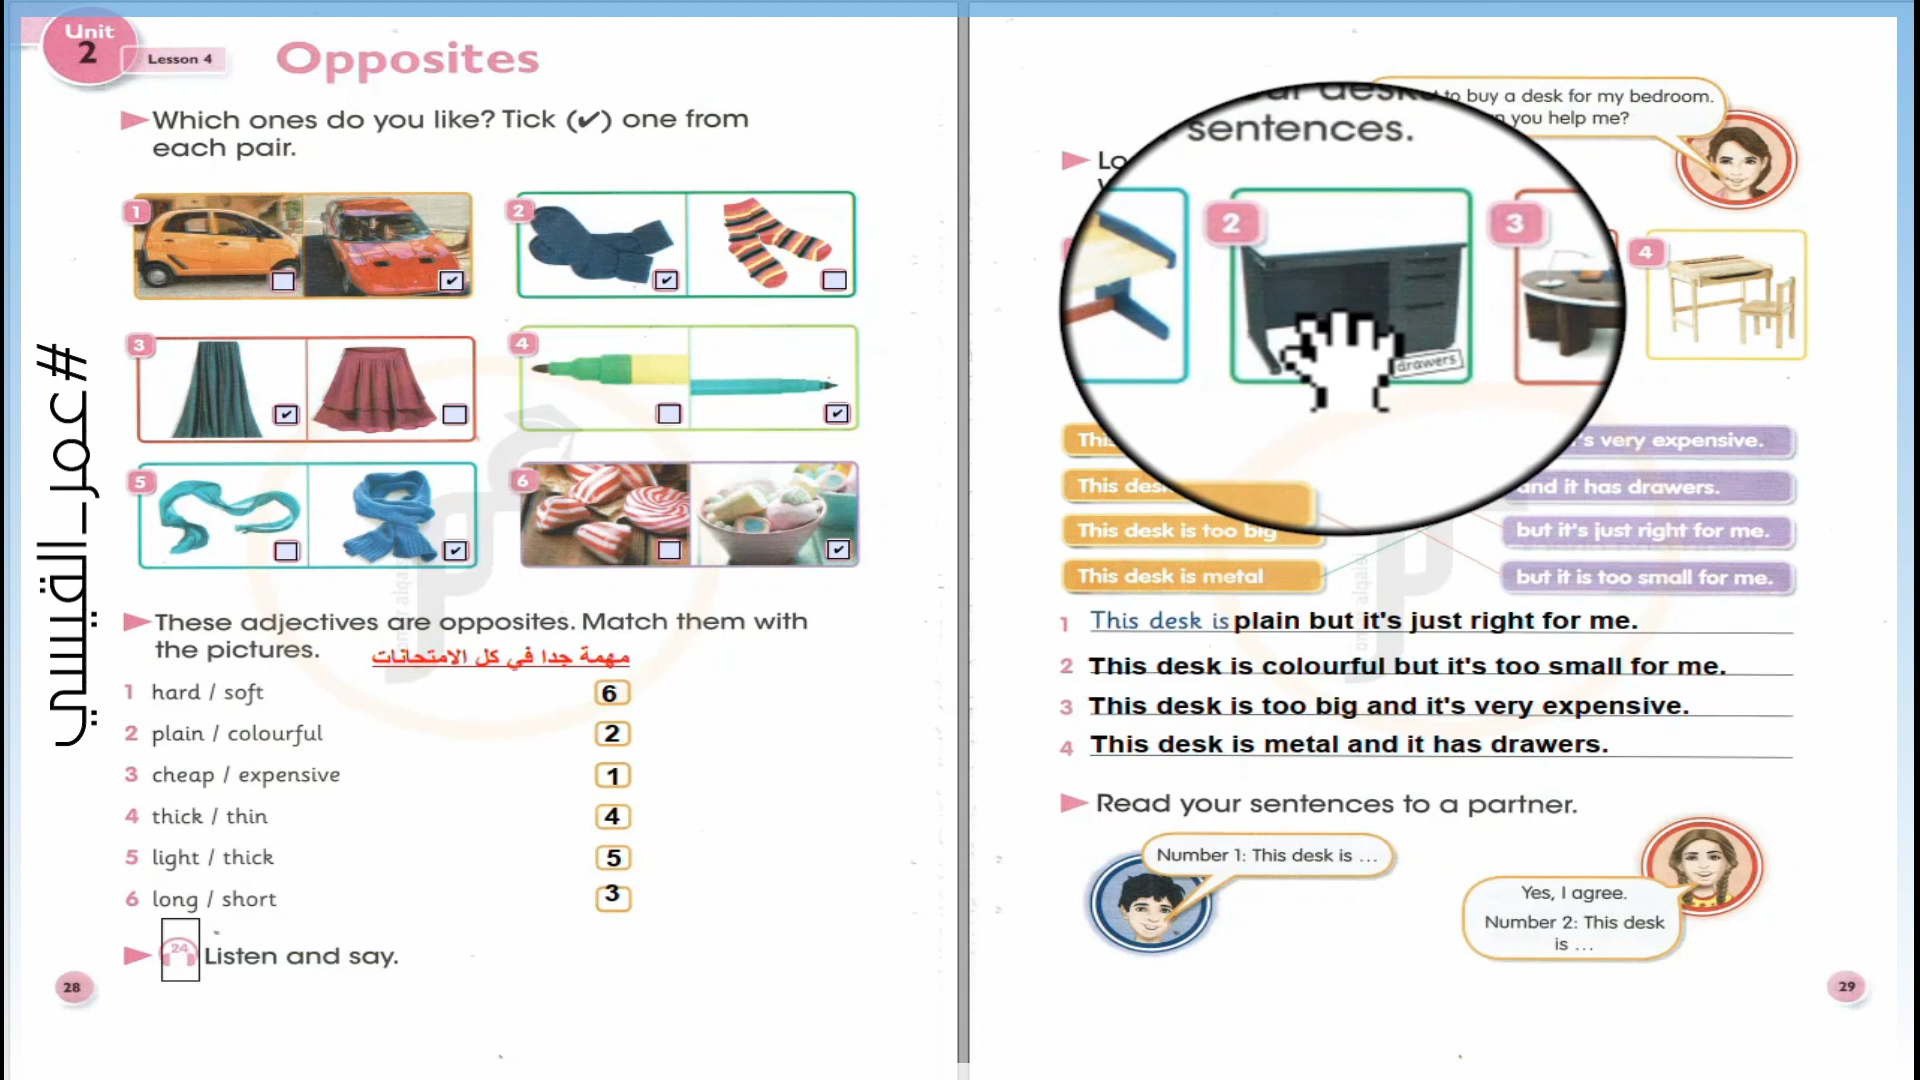 Unit
2
Lesson 4
Opposites
Which ones do you like? Tick (✔) one from
each pair.
1
2
3
4
5
6
These adjectives are opposites. Match them with
the pictures.
مهمة جدا في كل الامتحانات
1 hard / soft 6
2 plain / colourful 2
3 cheap / expensive 1
4 thick / thin 4
5 light / thick 5
6 long / short 3
24 Listen and say.
28
#عمر_القيسي
to buy a desk for my bedroom.
you help me?
sentences.
2
3
4
drawers
very expensive.
and it has drawers.
This desk is too big
but it's just right for me.
This desk is metal
but it is too small for me.
1 This desk is plain but it's just right for me.
2 This desk is colourful but it's too small for me.
3 This desk is too big and it's very expensive.
4 This desk is metal and it has drawers.
Read your sentences to a partner.
Number 1: This desk is ...
Yes, I agree.
Number 2: This desk
is ...
29